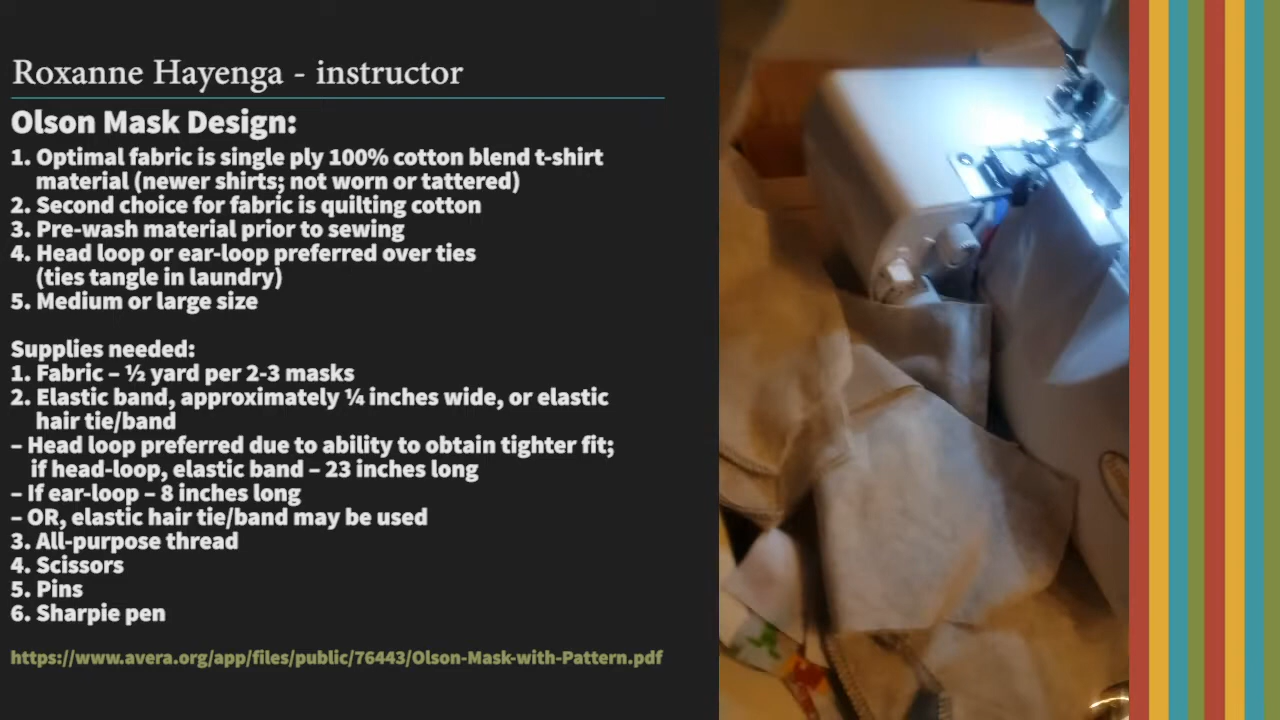 Roxanne Hayenga - instructor
Olson Mask Design:
1. Optimal fabric is single ply 100% cotton blend t-shirt
material (newer shirts; not worn or tattered)
2. Second choice for fabric is quilting cotton
3. Pre-wash material prior to sewing
4. Head loop or ear-loop preferred over ties
(ties tangle in laundry)
5. Medium or large size
Supplies needed:
1. Fabric – ½ yard per 2-3 masks
2. Elastic band, approximately ¼ inches wide, or elastic
hair tie/band
– Head loop preferred due to ability to obtain tighter fit;
if head-loop, elastic band – 23 inches long
– If ear-loop – 8 inches long
– OR, elastic hair tie/band may be used
3. All-purpose thread
4. Scissors
5. Pins
6. Sharpie pen
https://www.avera.org/app/files/public/76443/Olson-Mask-with-Pattern.pdf